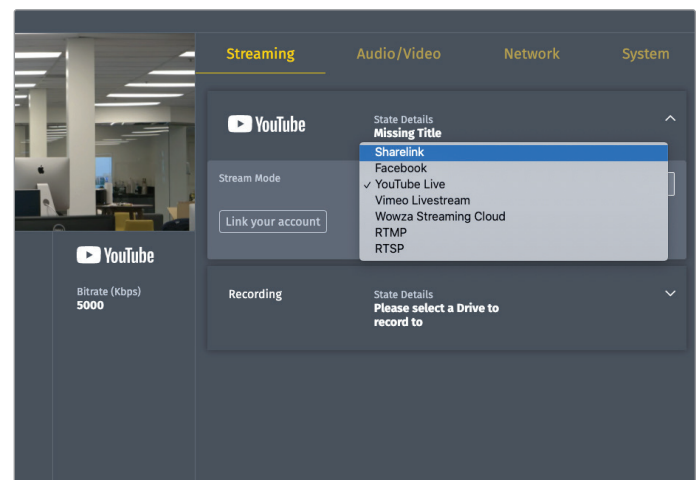 Streaming
Audio/Video
Network
System
YouTube
State Details
Missing Title
Stream Mode
Sharelink
Facebook
✓ YouTube Live
Vimeo Livestream
Wowza Streaming Cloud
RTMP
RTSP
Link your account
YouTube
Bitrate (Kbps)
5000
Recording
State Details
Please select a Drive to
record to